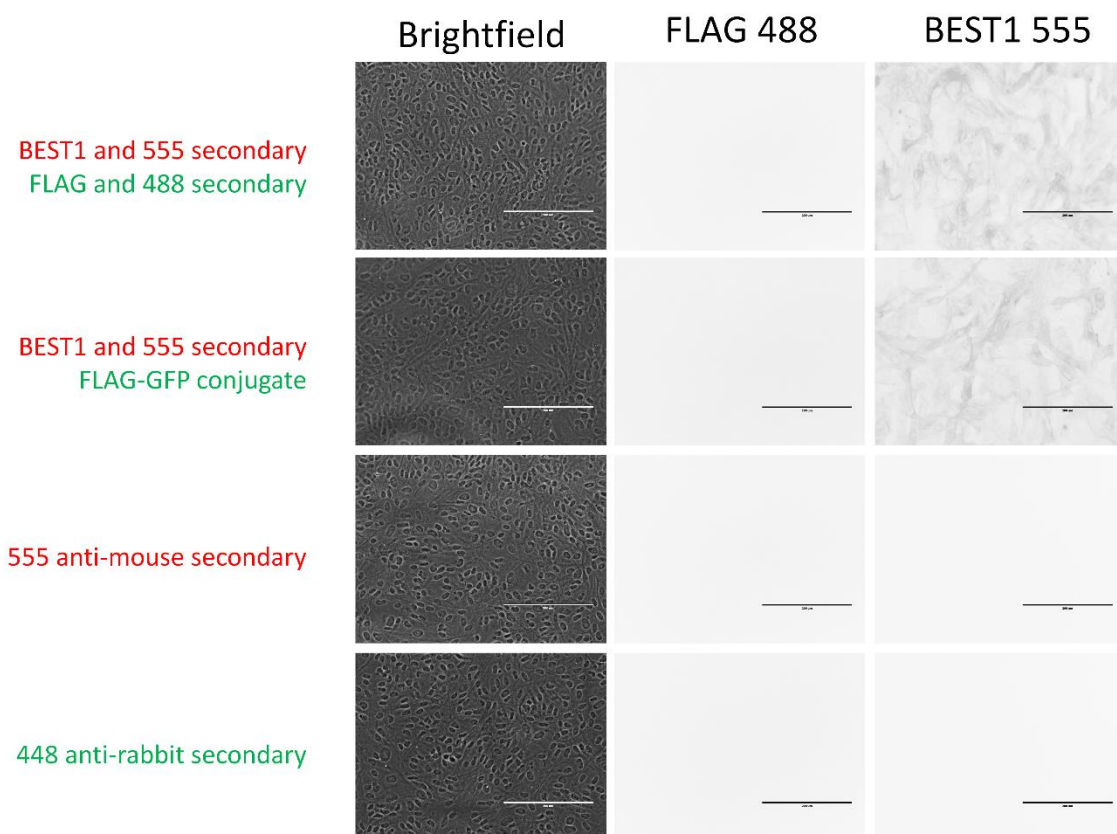 Brightfield
FLAG 488
BEST1 555
BEST1 and 555 secondary
FLAG and 488 secondary
BEST1 and 555 secondary
FLAG-GFP conjugate
555 anti-mouse secondary
448 anti-rabbit secondary